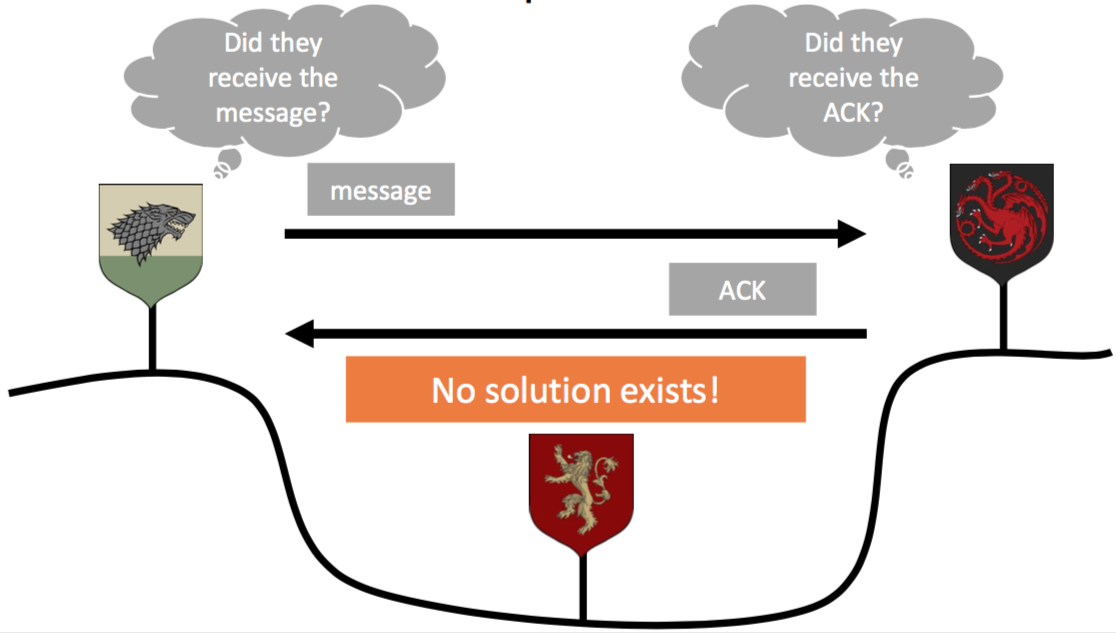 Did they
receive the
message?
Did they
receive the
ACK?
message
ACK
No solution exists!